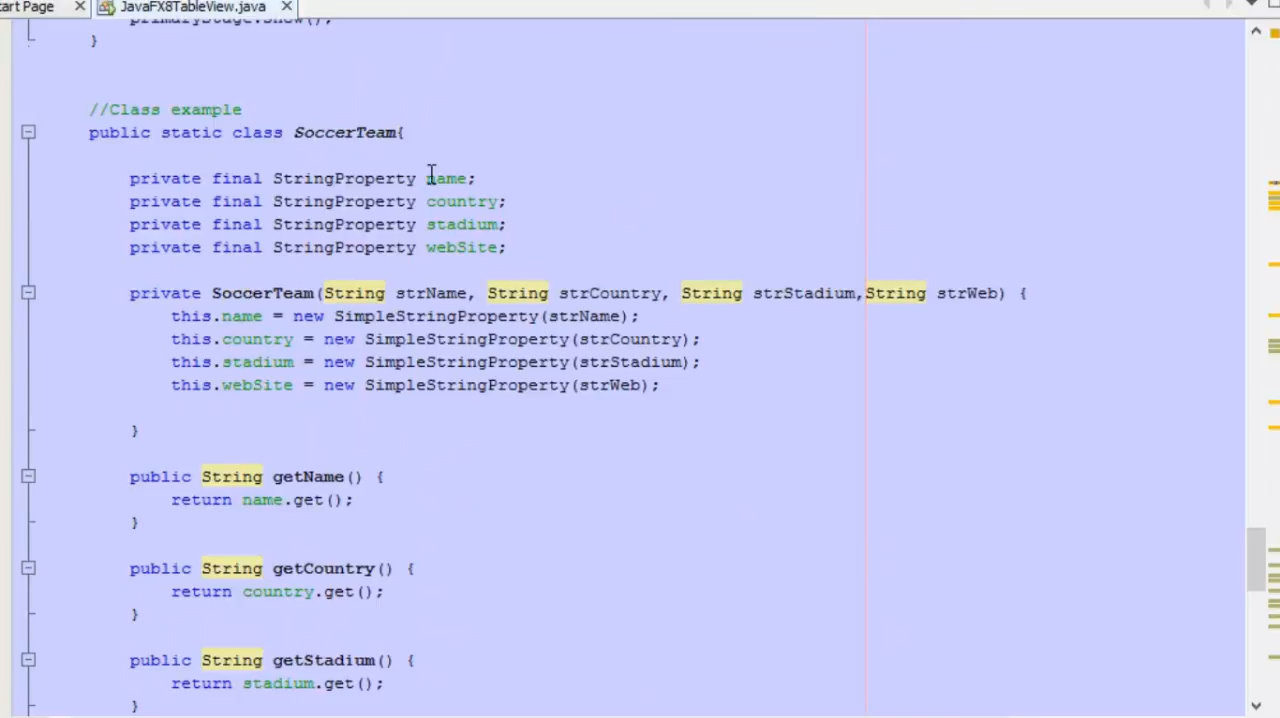 tart Page
JavaFX8TableView.java
primaryStage.show();
}
//Class example
public static class SoccerTeam{
private final StringProperty name;
private final StringProperty country;
private final StringProperty stadium;
private final StringProperty webSite;
private SoccerTeam(String strName, String strCountry, String strStadium,String strWeb) {
this.name = new SimpleStringProperty(strName);
this.country = new SimpleStringProperty(strCountry);
this.stadium = new SimpleStringProperty(strStadium);
this.webSite = new SimpleStringProperty(strWeb);
}
public String getName() {
return name.get();
}
public String getCountry() {
return country.get();
}
public String getStadium() {
return stadium.get();
}